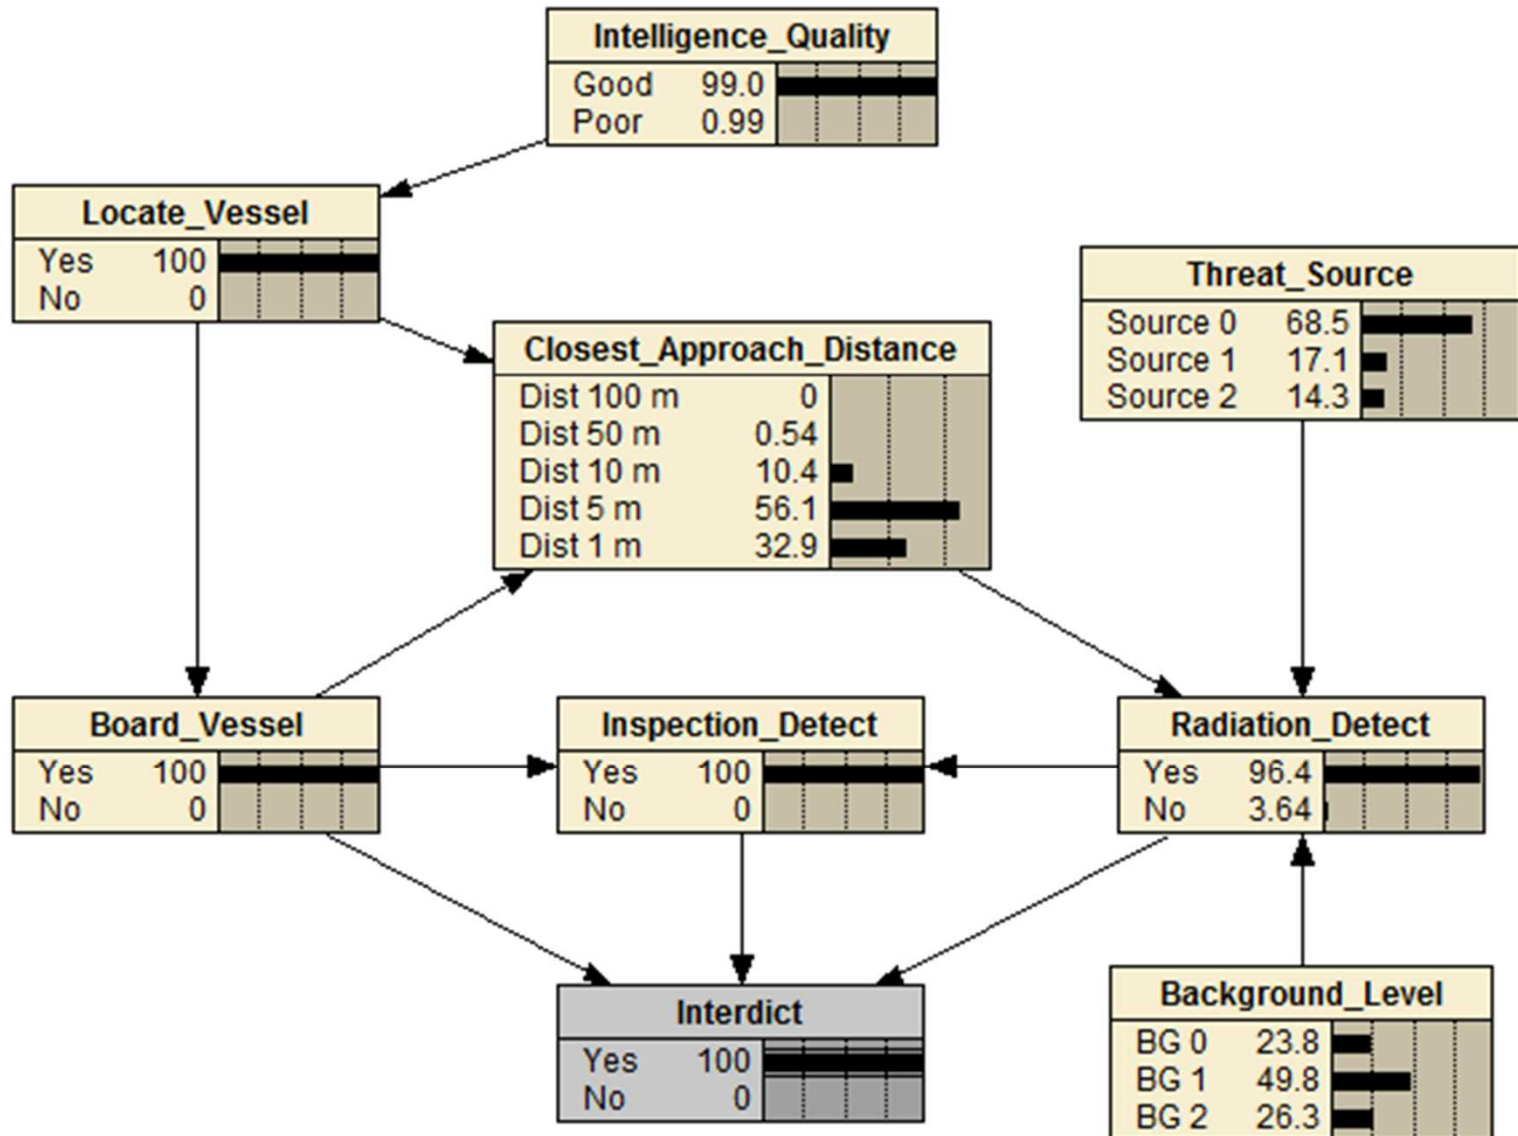 Intelligence_Quality
Good 99.0
Poor 0.99
Locate_Vessel
Yes 100
No 0
Threat_Source
Source 0 68.5
Source 1 17.1
Source 2 14.3
Closest_Approach_Distance
Dist 100 m 0
Dist 50 m 0.54
Dist 10 m 10.4
Dist 5 m 56.1
Dist 1 m 32.9
Board_Vessel
Yes 100
No 0
Inspection_Detect
Yes 100
No 0
Radiation_Detect
Yes 96.4
No 3.64
Interdict
Yes 100
No 0
Background_Level
BG 0 23.8
BG 1 49.8
BG 2 26.3